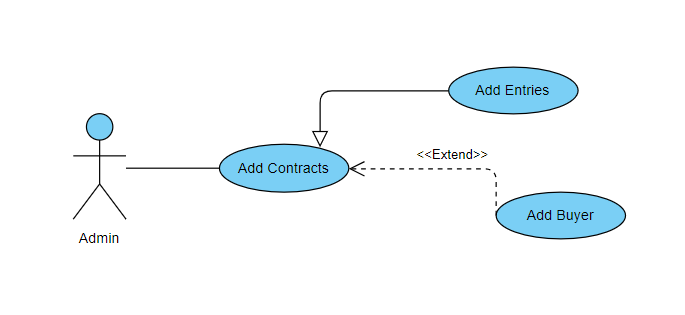 Add Entries
<<Extend>>
Add Contracts
Add Buyer
Admin